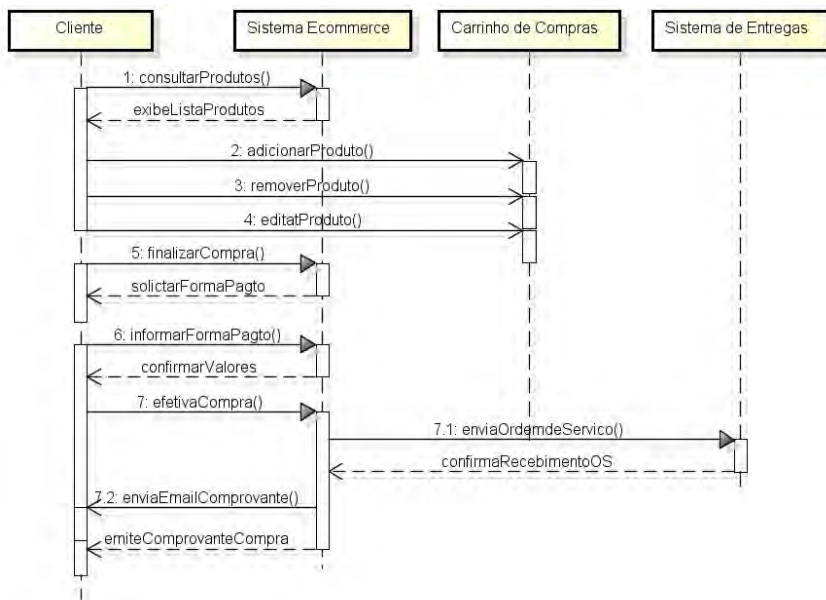 Cliente
Sistema Ecommerce
Carrinho de Compras
Sistema de Entregas
1: consultarProdutos()
exibeListaProdutos
2: adicionarProduto()
3: removerProduto()
4: editatProduto()
5: finalizarCompra()
solictarFormaPagto
6: informarFormaPagto()
confirmarValores
7: efetivaCompra()
7.1: enviaOrdemdeServico()
confirmaRecebimentoOS
7.2: enviaEmailComprovante()
emiteComprovanteCompra